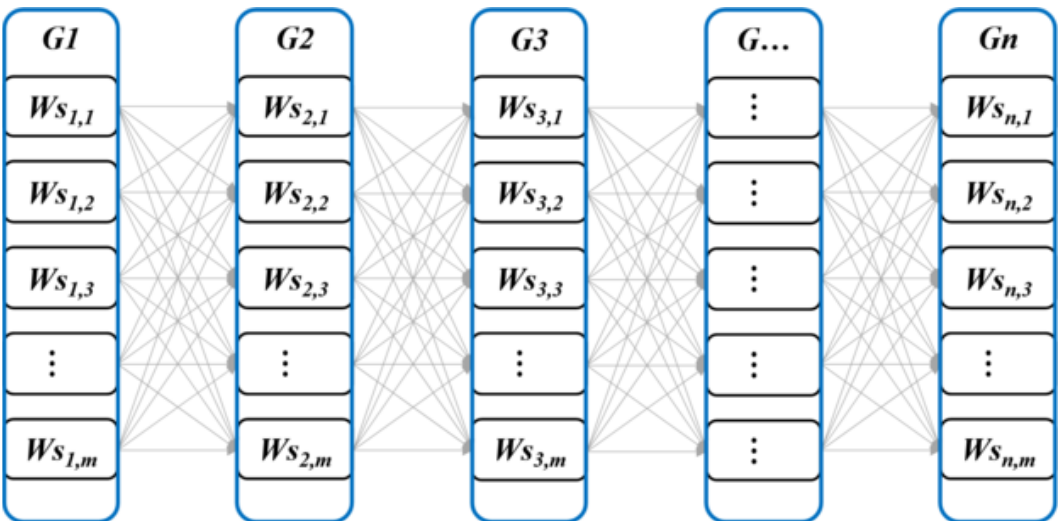 G1 G2 G3 G... Gn
Ws1,1 Ws2,1 Ws3,1 ⋮ Wsn,1
Ws1,2 Ws2,2 Ws3,2 ⋮ Wsn,2
Ws1,3 Ws2,3 Ws3,3 ⋮ Wsn,3
⋮ ⋮ ⋮ ⋮ ⋮
Ws1,m Ws2,m Ws3,m ⋮ Wsn,m